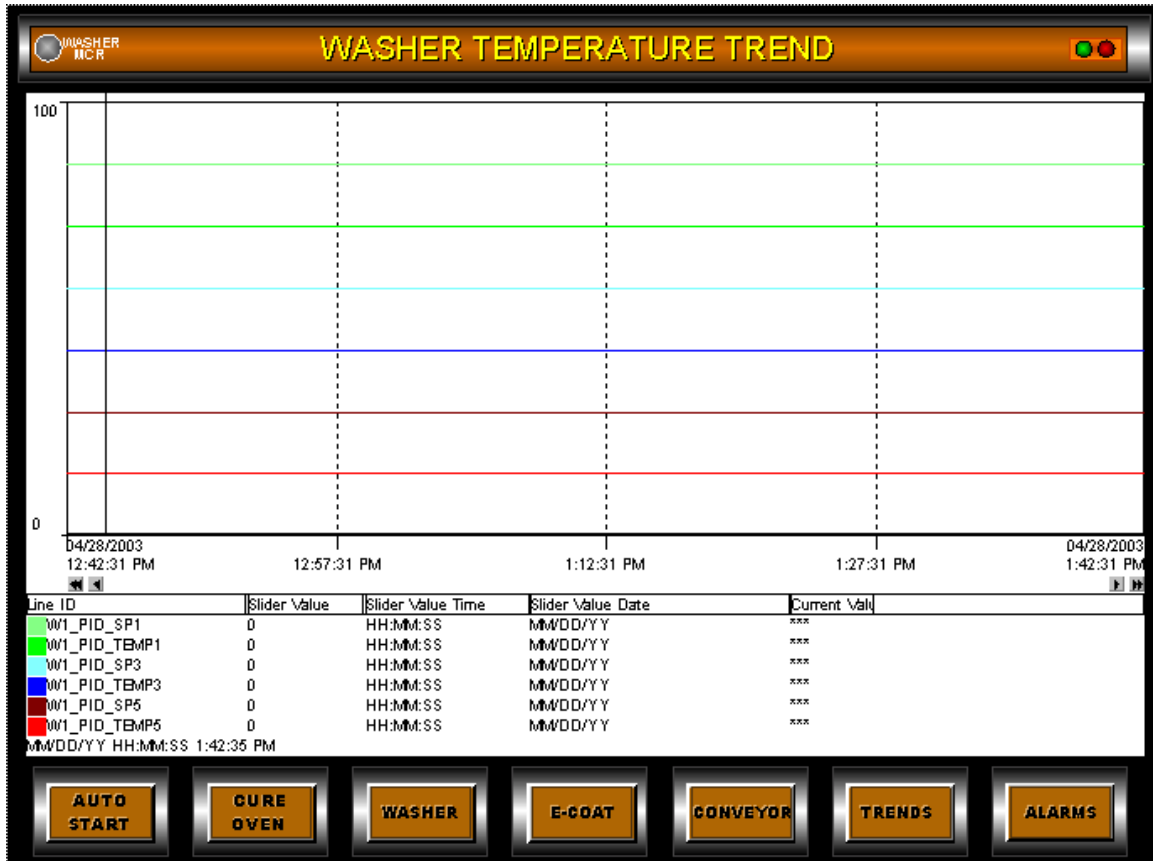 WASHER
MCR
WASHER TEMPERATURE TREND
100
0
04/28/2003
12:42:31 PM
12:57:31 PM
1:12:31 PM
1:27:31 PM
04/28/2003
1:42:31 PM
Line ID Slider Value Slider Value Time Slider Value Date Current Valu
W1_PID_SP1 0 HH:MM:SS MM/DD/YY ***
W1_PID_TEMP1 0 HH:MM:SS MM/DD/YY ***
W1_PID_SP3 0 HH:MM:SS MM/DD/YY ***
W1_PID_TEMP3 0 HH:MM:SS MM/DD/YY ***
W1_PID_SP5 0 HH:MM:SS MM/DD/YY ***
W1_PID_TEMP5 0 HH:MM:SS MM/DD/YY ***
MM/DD/YY HH:MM:SS 1:42:35 PM
AUTO
START
CURE
OVEN
WASHER
E-COAT
CONVEYOR
TRENDS
ALARMS